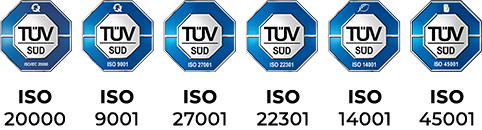 Q
TÜV
SÜD
ISO/IEC 20000
Q
TÜV
SÜD
ISO 9001
TÜV
SÜD
ISO 27001
TÜV
SÜD
ISO 22301
TÜV
SÜD
ISO 14001
TÜV
SÜD
ISO 45001
ISO
20000
ISO
9001
ISO
27001
ISO
22301
ISO
14001
ISO
45001